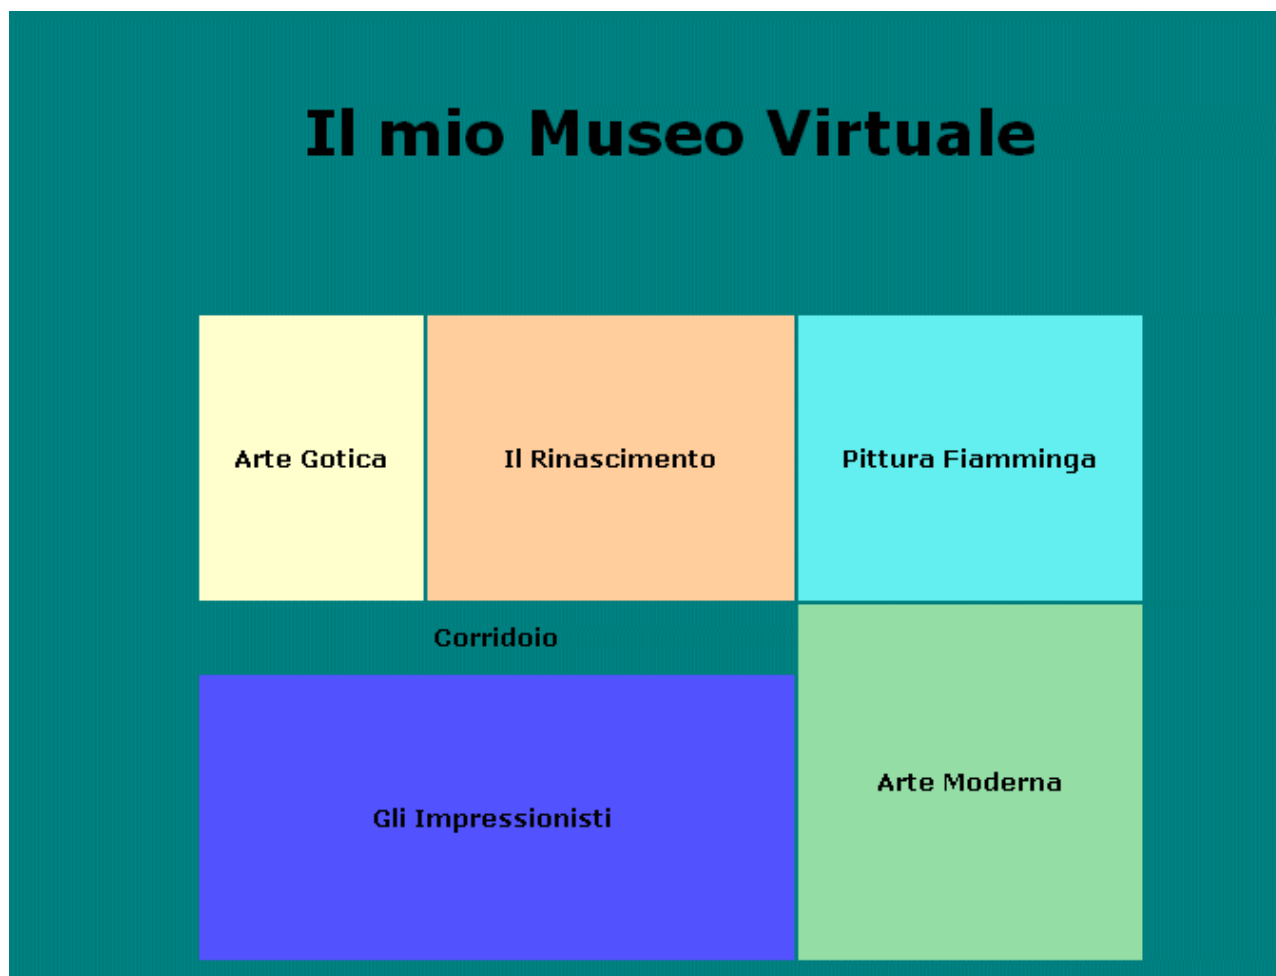 Il mio Museo Virtuale
Arte Gotica
Il Rinascimento
Pittura Fiamminga
Corridoio
Arte Moderna
Gli Impressionisti